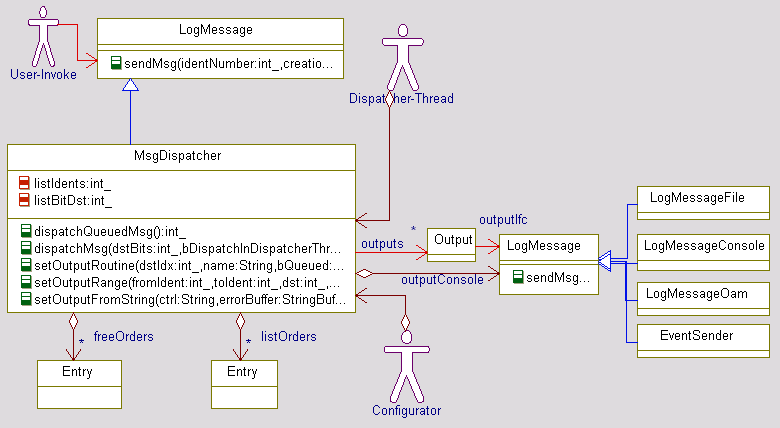 LogMessage
sendMsg(identNumber:int_,creatio...
User-Invoke
Dispatcher-Thread
MsgDispatcher
listIdents:int_
listBitDst:int_
dispatchQueuedMsg():int_
dispatchMsg(dstBits:int_,bDispatchInDispatcherThr...
setOutputRoutine(dstIdx:int_,name:String,bQueued:...
setOutputRange(fromIdent:int_,toIdent:int_,dst:int_,...
setOutputFromString(ctrl:String,errorBuffer:StringBuf...
outputs
*
Output
outputIfc
outputConsole
LogMessage
sendMsg...
LogMessageFile
LogMessageConsole
LogMessageOam
EventSender
freeOrders
*
listOrders
*
Entry
Entry
Configurator